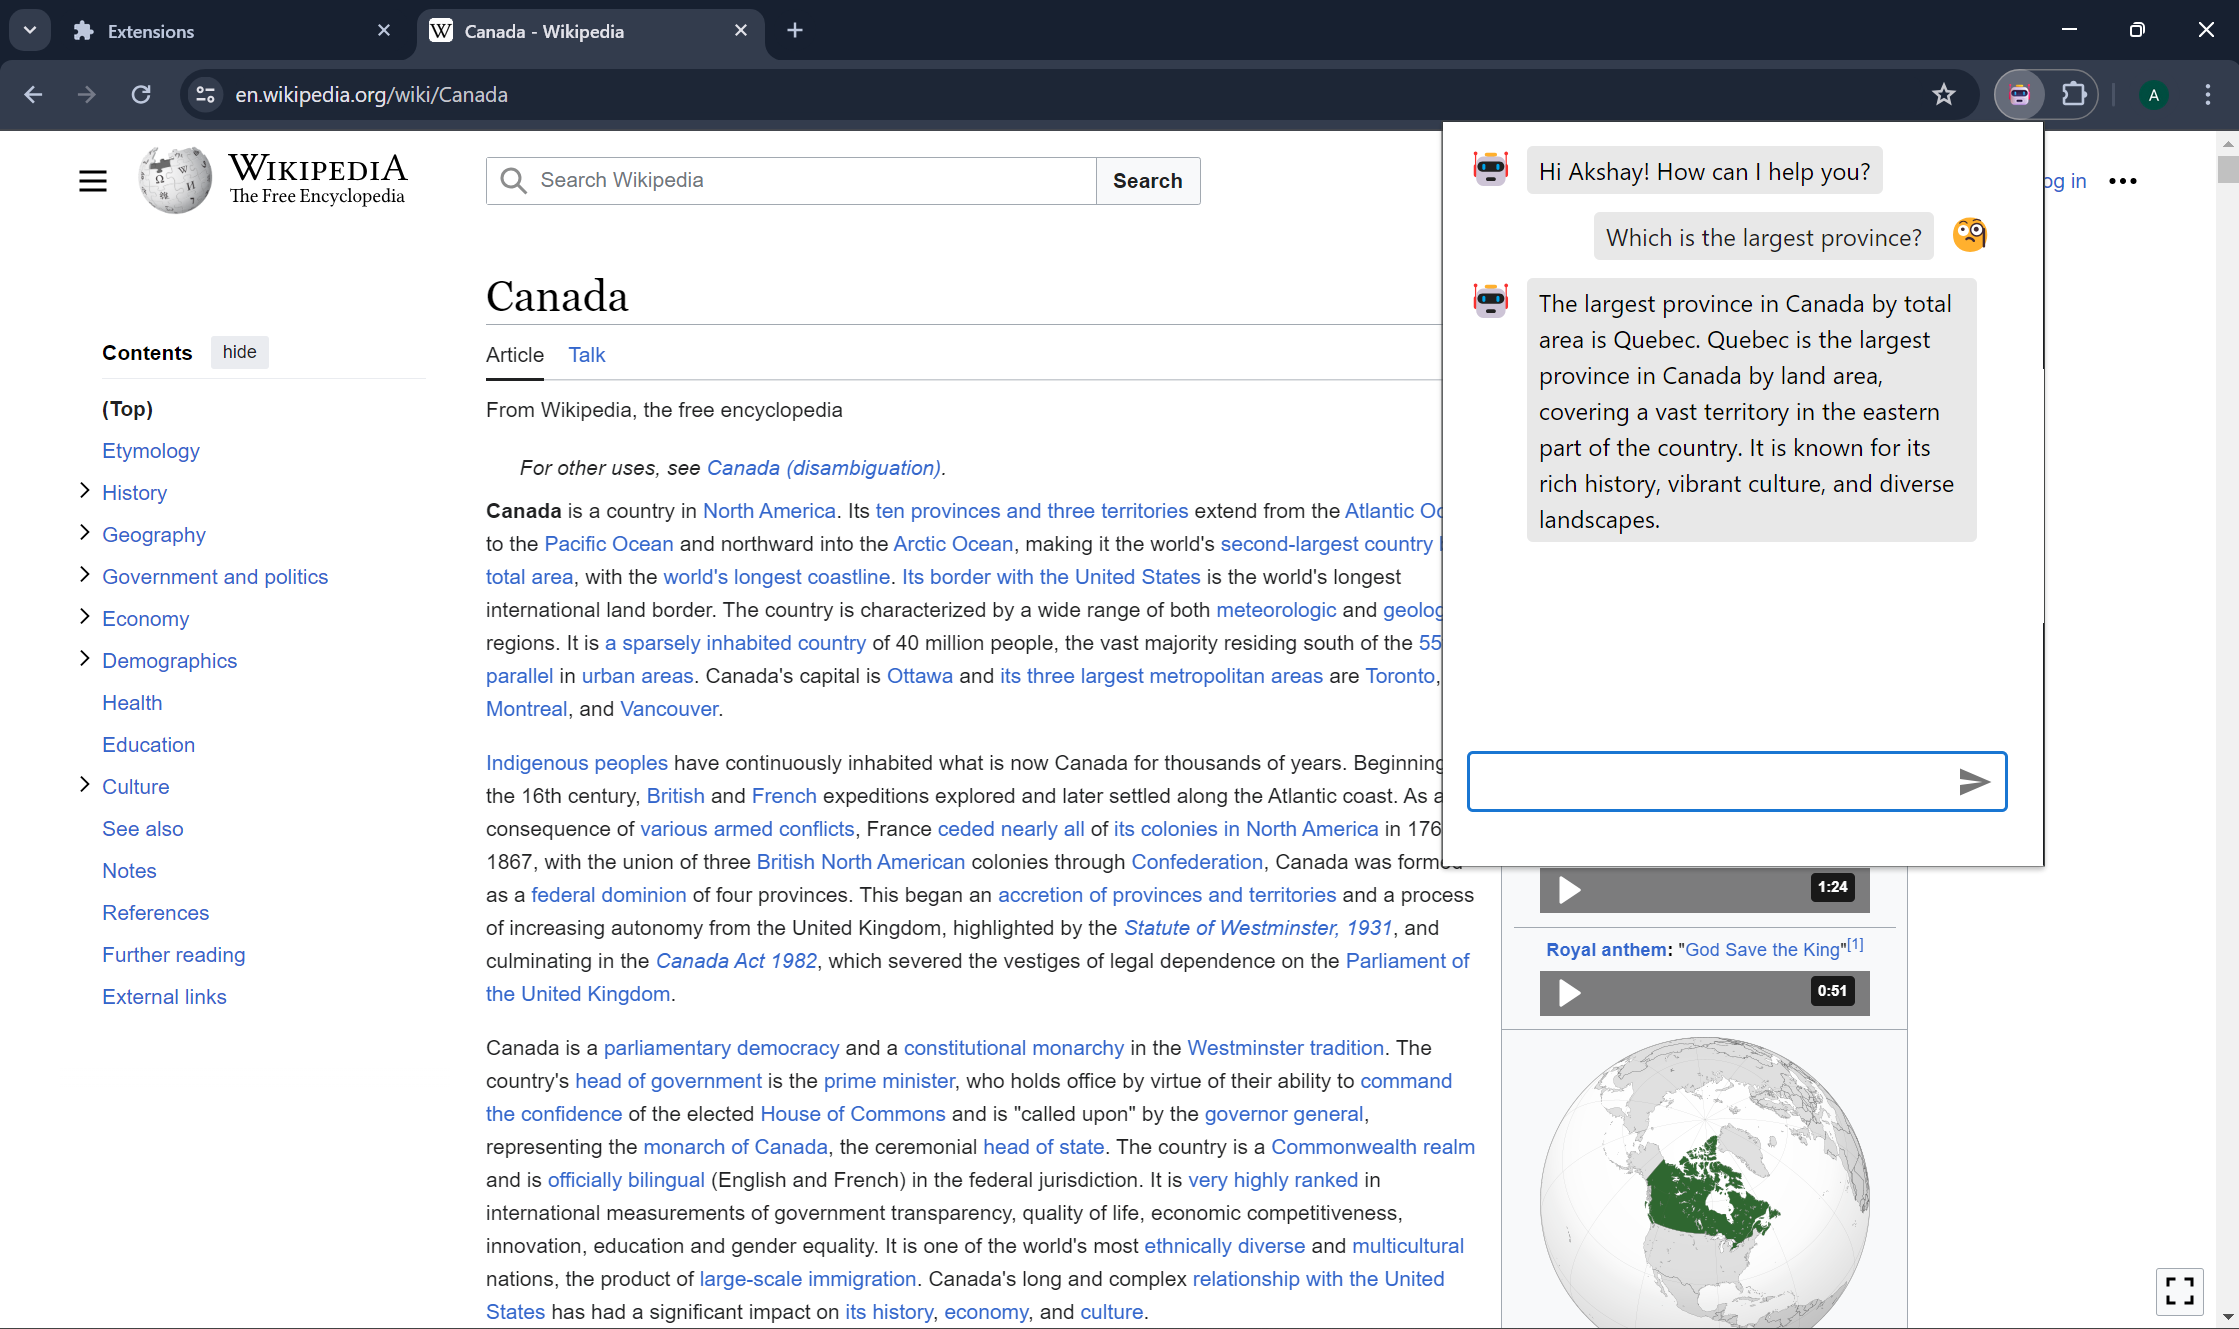 Extensions
Canada - Wikipedia
en.wikipedia.org/wiki/Canada
A
WIKIPEDIA
The Free Encyclopedia
Search Wikipedia
Search
og in
Hi Akshay! How can I help you?
Which is the largest province?
The largest province in Canada by total
area is Quebec. Quebec is the largest
province in Canada by land area,
covering a vast territory in the eastern
part of the country. It is known for its
rich history, vibrant culture, and diverse
landscapes.
Contents
hide
(Top)
Etymology
History
Geography
Government and politics
Economy
Demographics
Health
Education
Culture
See also
Notes
References
Further reading
External links
Canada
Article Talk
From Wikipedia, the free encyclopedia
For other uses, see Canada (disambiguation).
Canada is a country in North America. Its ten provinces and three territories extend from the Atlantic
to the Pacific Ocean and northward into the Arctic Ocean, making it the world's second-largest country
total area, with the world's longest coastline. Its border with the United States is the world's longest
international land border. The country is characterized by a wide range of both meteorologic and
regions. It is a sparsely inhabited country of 40 million people, the vast majority residing south of the 55
parallel in urban areas. Canada's capital is Ottawa and its three largest metropolitan areas are Toronto,
Montreal, and Vancouver.
Indigenous peoples have continuously inhabited what is now Canada for thousands of years. Beginning
the 16th century, British and French expeditions explored and later settled along the Atlantic coast. As a
consequence of various armed conflicts, France ceded nearly all of its colonies in North America in 176
1867, with the union of three British North American colonies through Confederation, Canada was formed
as a federal dominion of four provinces. This began an accretion of provinces and territories and a process
of increasing autonomy from the United Kingdom, highlighted by the Statute of Westminster, 1931, and
culminating in the Canada Act 1982, which severed the vestiges of legal dependence on the Parliament of
the United Kingdom.
Canada is a parliamentary democracy and a constitutional monarchy in the Westminster tradition. The
country's head of government is the prime minister, who holds office by virtue of their ability to command
the confidence of the elected House of Commons and is "called upon" by the governor general,
representing the monarch of Canada, the ceremonial head of state. The country is a Commonwealth realm
and is officially bilingual (English and French) in the federal jurisdiction. It is very highly ranked in
international measurements of government transparency, quality of life, economic competitiveness,
innovation, education and gender equality. It is one of the world's most ethnically diverse and multicultural
nations, the product of large-scale immigration. Canada's long and complex relationship with the United
States has had a significant impact on its history, economy, and culture.
1:24
Royal anthem: "God Save the King"[1]
0:51